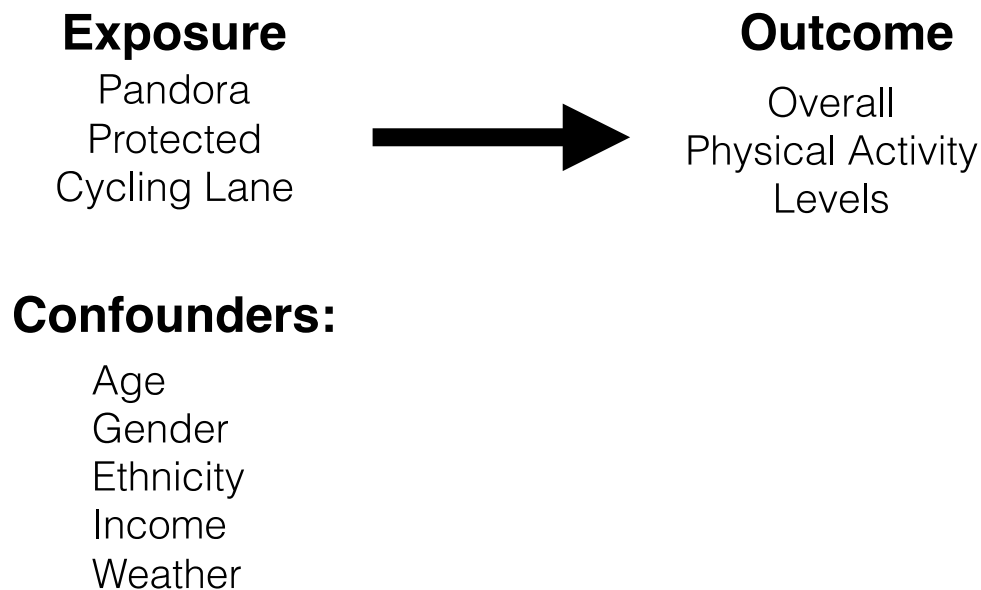 Exposure
Pandora
Protected
Cycling Lane
Outcome
Overall
Physical Activity
Levels
Confounders:
Age
Gender
Ethnicity
Income
Weather